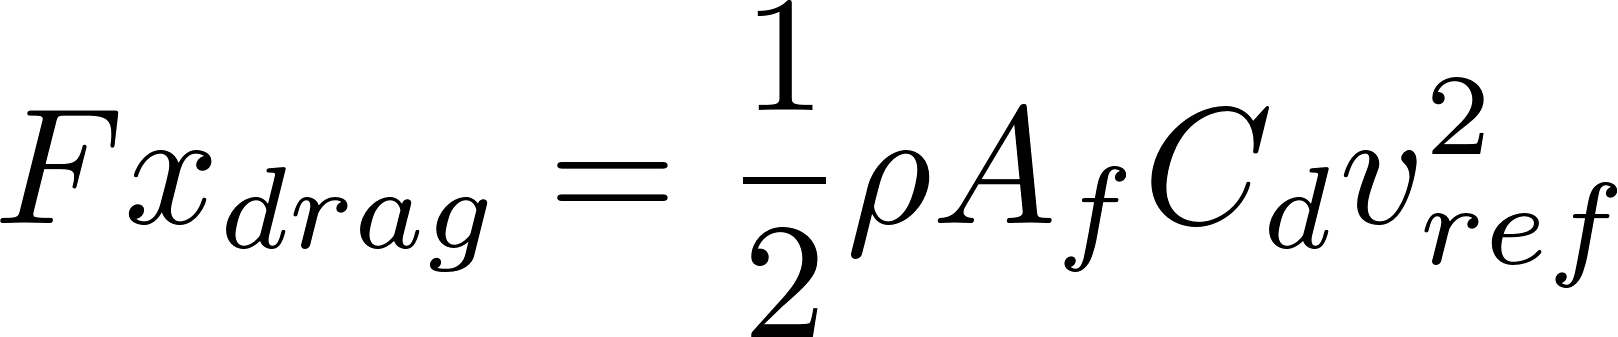 Fx_{drag} = \frac{1}{2} \rho A_f C_d v_{ref}^2